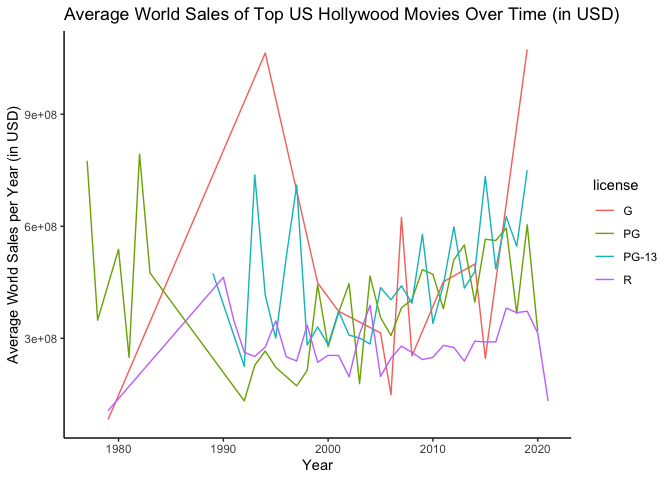 Average World Sales of Top US Hollywood Movies Over Time (in USD)
Average World Sales per Year (in USD)
9e+08
6e+08
3e+08
1980
1990
2000
2010
2020
Year
license
G
PG
PG-13
R